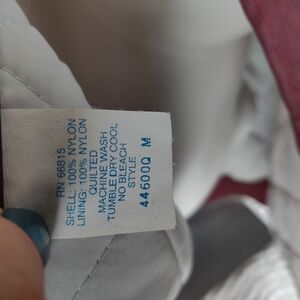 RN 66815
SHELL: 100% NYLON
LINING: 100% NYLON
QUILTED
MACHINE WASH
TUMBLE DRY COOL
NO BLEACH
STYLE
44600Q M